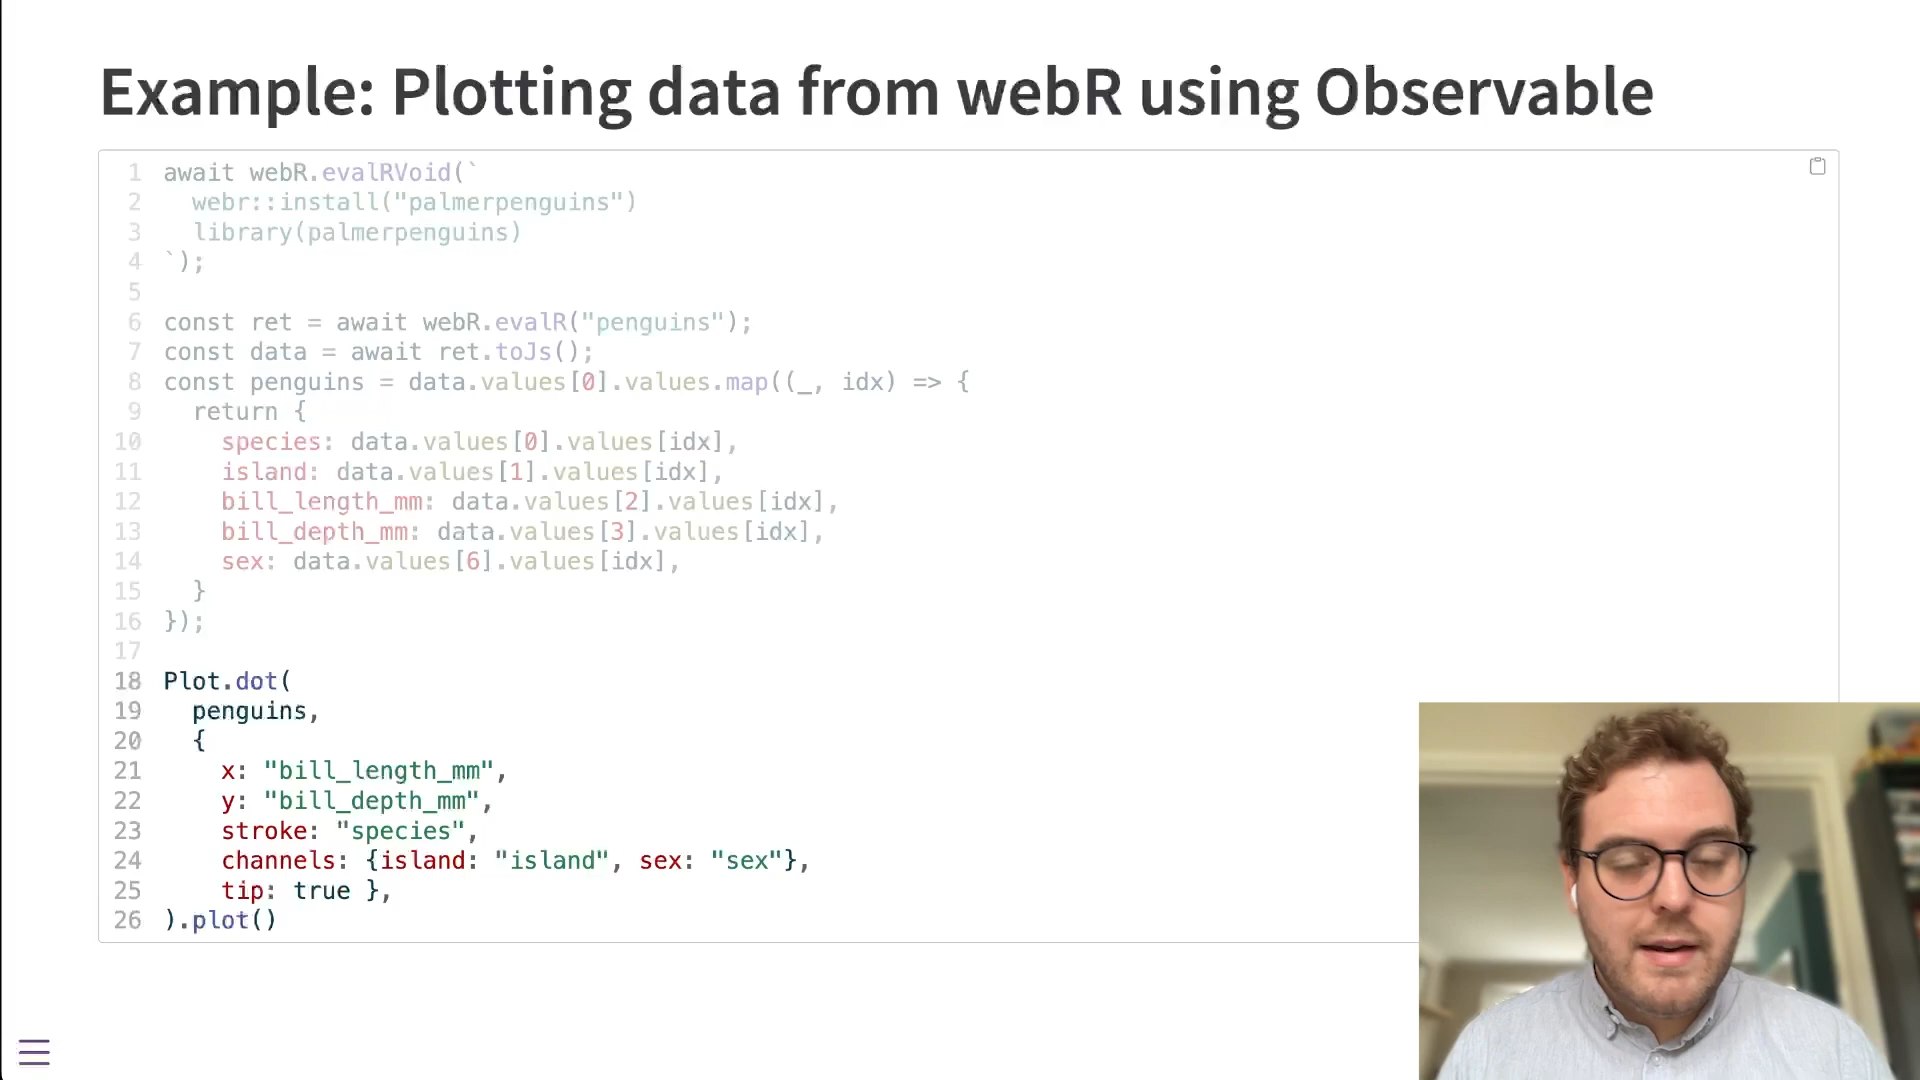 Example: Plotting data from webR using Observable
1 await webR.evalRVoid(`
2   webr::install("palmerpenguins")
3   library(palmerpenguins)
4 `);
5
6 const ret = await webR.evalR("penguins");
7 const data = await ret.toJs();
8 const penguins = data.values[0].values.map((_, idx) => {
9   return {
10     species: data.values[0].values[idx],
11     island: data.values[1].values[idx],
12     bill_length_mm: data.values[2].values[idx],
13     bill_depth_mm: data.values[3].values[idx],
14     sex: data.values[6].values[idx],
15   }
16 });
17
18 Plot.dot(
19   penguins,
20   {
21     x: "bill_length_mm",
22     y: "bill_depth_mm",
23     stroke: "species",
24     channels: {island: "island", sex: "sex"},
25     tip: true },
26 ).plot()